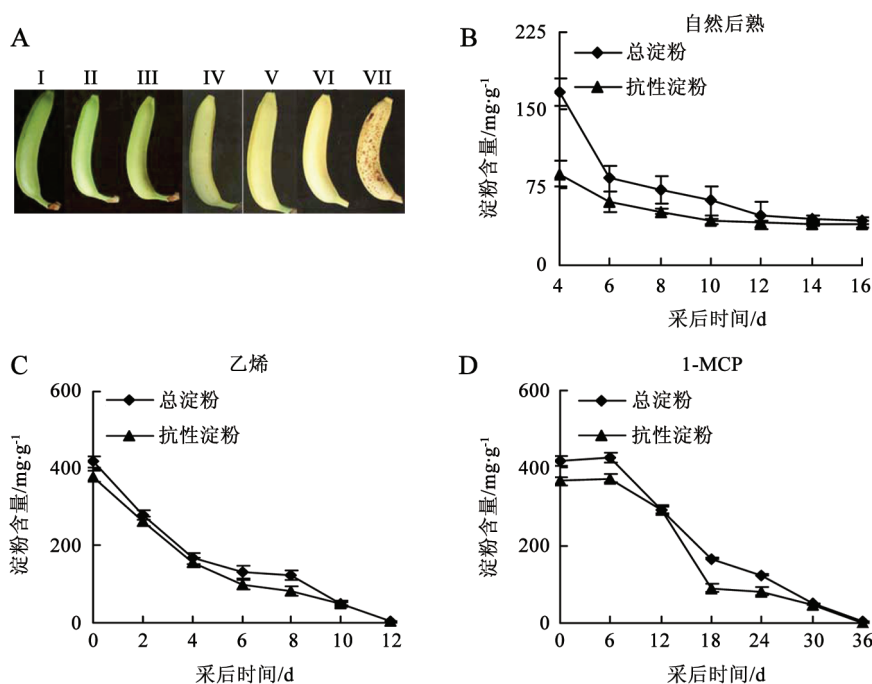 A
I II III IV V VI VII
B
自然后熟
225
150
75
0
淀粉含量/mg·g⁻¹
总淀粉
抗性淀粉
4 6 8 10 12 14 16
采后时间/d
C
乙烯
600
400
200
0
淀粉含量/mg·g⁻¹
总淀粉
抗性淀粉
0 2 4 6 8 10 12
采后时间/d
D
1-MCP
600
400
200
0
淀粉含量/mg·g⁻¹
总淀粉
抗性淀粉
0 6 12 18 24 30 36
采后时间/d